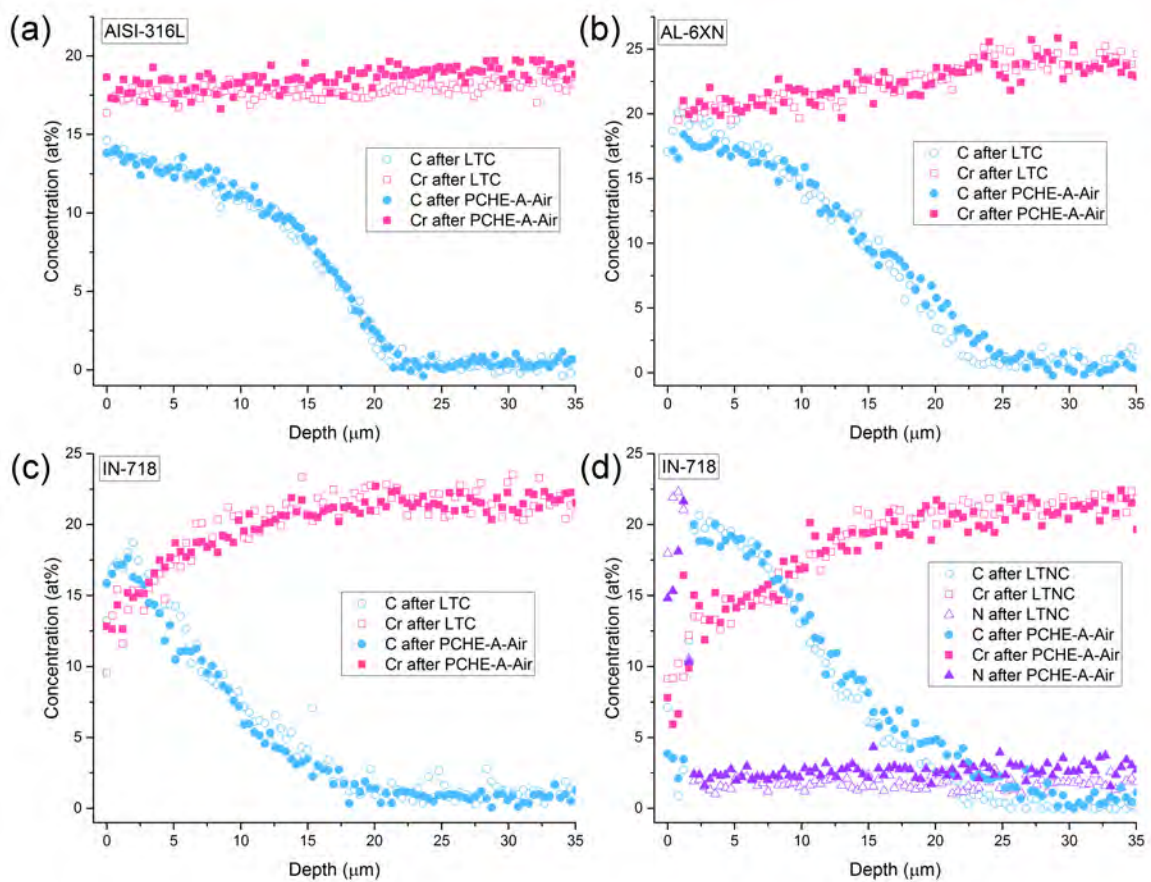 (a)
AISI-316L
20
15
10
5
0
Concentration (at%)
C after LTC
Cr after LTC
C after PCHE-A-Air
Cr after PCHE-A-Air
0 5 10 15 20 25 30 35
Depth (μm)
(b)
AL-6XN
25
20
15
10
5
0
Concentration (at%)
C after LTC
Cr after LTC
C after PCHE-A-Air
Cr after PCHE-A-Air
0 5 10 15 20 25 30 35
Depth (μm)
(c)
IN-718
25
20
15
10
5
0
Concentration (at%)
C after LTC
Cr after LTC
C after PCHE-A-Air
Cr after PCHE-A-Air
0 5 10 15 20 25 30 35
Depth (μm)
(d)
IN-718
25
20
15
10
5
0
Concentration (at%)
C after LTNC
Cr after LTNC
N after LTNC
C after PCHE-A-Air
Cr after PCHE-A-Air
N after PCHE-A-Air
0 5 10 15 20 25 30 35
Depth (μm)